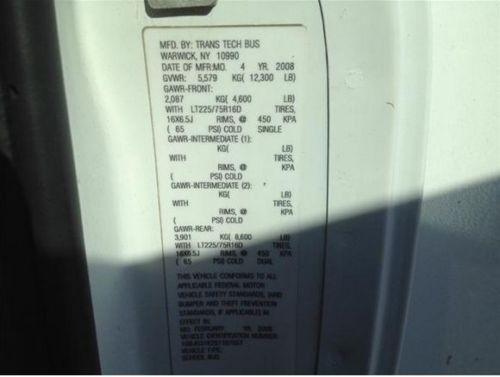 MFD. BY: TRANS TECH BUS
WARWICK, NY 10990
DATE OF MFR:MO. 4 YR. 2008
GVWR: 5,579 KG( 12,300 LB)
GAWR-FRONT:
2,087 KG( 4,600 LB)
WITH LT225/75R16D TIRES,
16X6.5J RIMS, @ 450 KPA
( 65 PSI) COLD SINGLE
GAWR-INTERMEDIATE (1):
KG( LB)
WITH TIRES,
RIMS, @ KPA
( PSI) COLD
GAWR-INTERMEDIATE (2):
KG( LB)
WITH TIRES,
RIMS, @ KPA
( PSI) COLD
GAWR-REAR:
3,901 KG( 8,600 LB)
WITH LT225/75R16D TIRES,
16X6.5J RIMS, @ 450 KPA
( 65 PSI) COLD DUAL
THIS VEHICLE CONFORMS TO ALL
APPLICABLE FEDERAL MOTOR
VEHICLE SAFETY STANDARDS, (AND
BUMPER AND THEFT PREVENTION
STANDARDS, IF APPLICABLE) IN
EFFECT IN:
MO. FEBRUARY YR. 2008
VEHICLE IDENTIFICATION NUMBER:
VEHICLE TYPE:
SCHOOL BUS